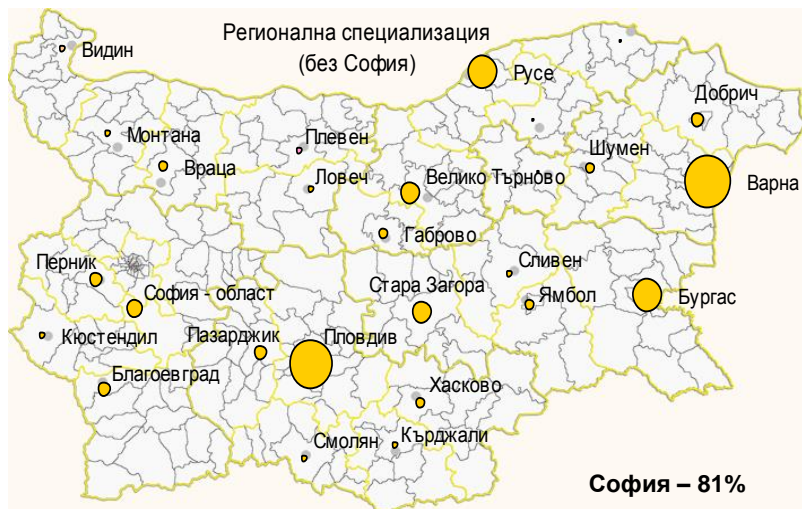 Регионална специализация
(без София)
Видин
Русе
Добрич
Монтана
Плевен
Шумен
Враца
Ловеч
Велико Търново
Варна
Габрово
Перник
Сливен
София - област
Стара Загора
Ямбол
Бургас
Кюстендил
Пазарджик
Пловдив
Благоевград
Хасково
Смолян
Кърджали
София – 81%